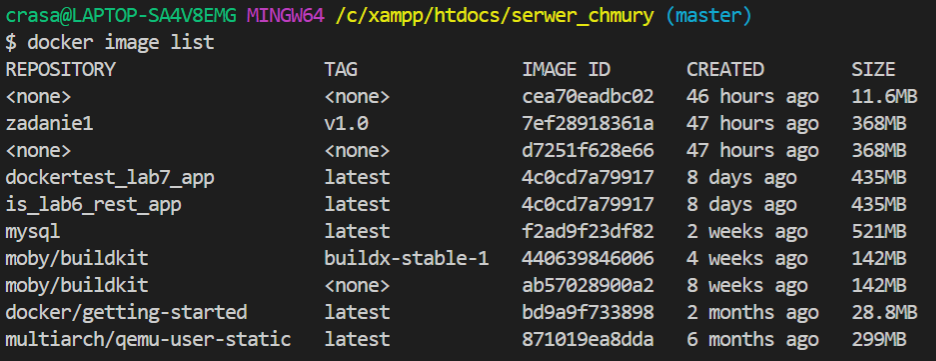 crasa@LAPTOP-SA4V8EMG MINGW64 /c/xampp/htdocs/serwer_chmury (master)
$ docker image list
REPOSITORY TAG IMAGE ID CREATED SIZE
<none> <none> cea70eadbc02 46 hours ago 11.6MB
zadanie1 v1.0 7ef28918361a 47 hours ago 368MB
<none> <none> d7251f628e66 47 hours ago 368MB
dockertest_lab7_app latest 4c0cd7a79917 8 days ago 435MB
is_lab6_rest_app latest 4c0cd7a79917 8 days ago 435MB
mysql latest f2ad9f23df82 2 weeks ago 521MB
moby/buildkit buildx-stable-1 440639846006 4 weeks ago 142MB
moby/buildkit <none> ab57028900a2 8 weeks ago 142MB
docker/getting-started latest bd9a9f733898 2 months ago 28.8MB
multiarch/qemu-user-static latest 871019ea8dda 6 months ago 299MB